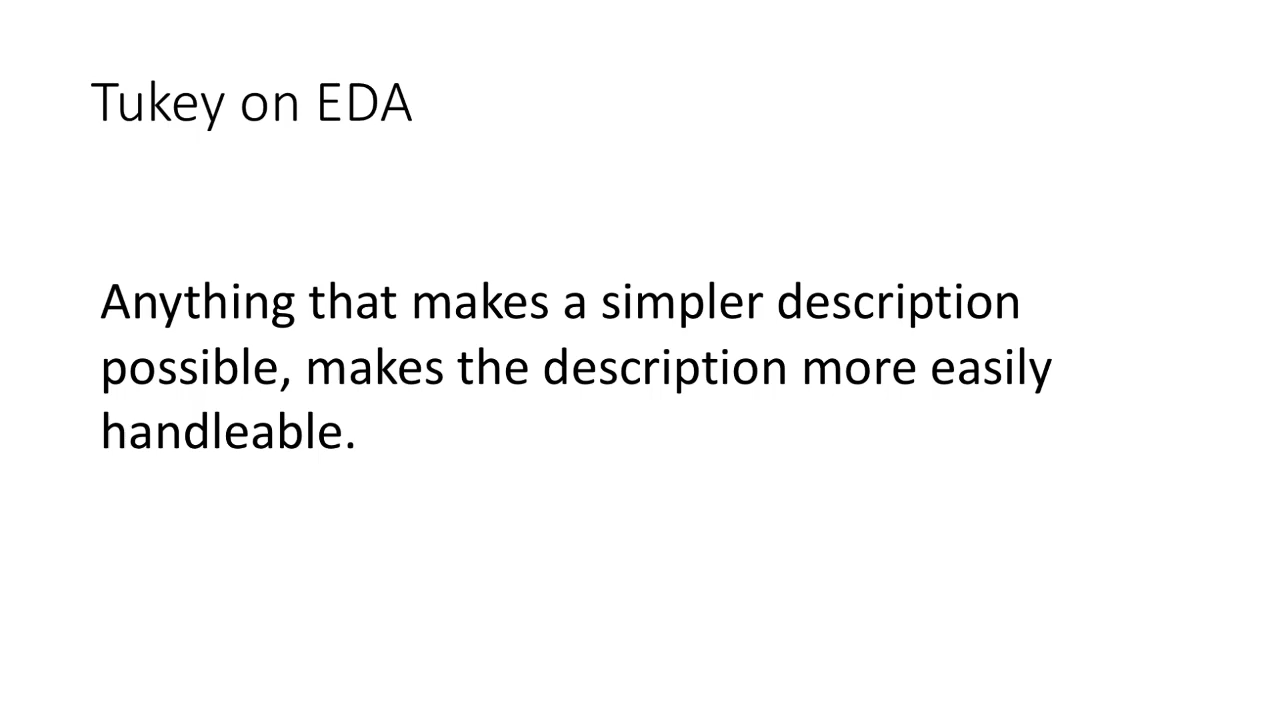 Tukey on EDA
Anything that makes a simpler description
possible, makes the description more easily
handleable.